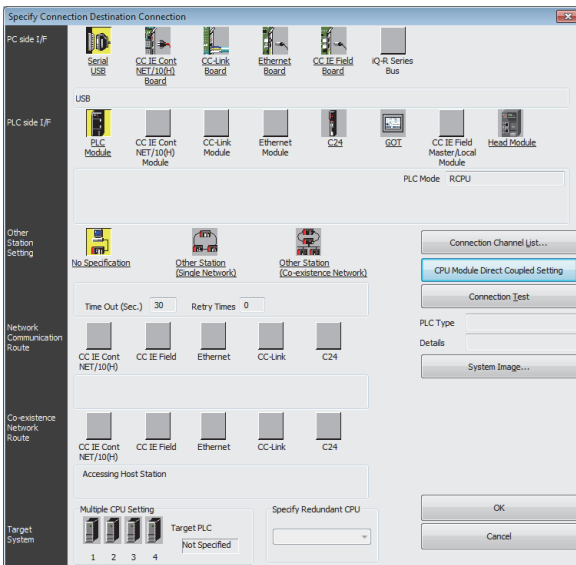 Specify Connection Destination Connection
PC side I/F
Serial
USB
CC IE Cont
NET/10(H)
Board
CC-Link
Board
Ethernet
Board
CC IE Field
Board
iQ-R Series
Bus
USB
PLC side I/F
PLC
Module
CC IE Cont
NET/10(H)
Module
CC-Link
Module
Ethernet
Module
C24
GOT
CC IE Field
Master/Local
Module
Head Module
PLC Mode RCPU
Other
Station
Setting
No Specification
Other Station
(Single Network)
Other Station
(Co-existence Network)
Time Out (Sec.) 30 Retry Times 0
Connection Channel List...
CPU Module Direct Coupled Setting
Connection Test
PLC Type
Details
System Image...
Network
Communication
Route
CC IE Cont
NET/10(H)
CC IE Field
Ethernet
CC-Link
C24
Co-existence
Network
Route
CC IE Cont
NET/10(H)
CC IE Field
Ethernet
CC-Link
C24
Accessing Host Station
Target
System
Multiple CPU Setting
1 2 3 4
Target PLC
Not Specified
Specify Redundant CPU
OK
Cancel